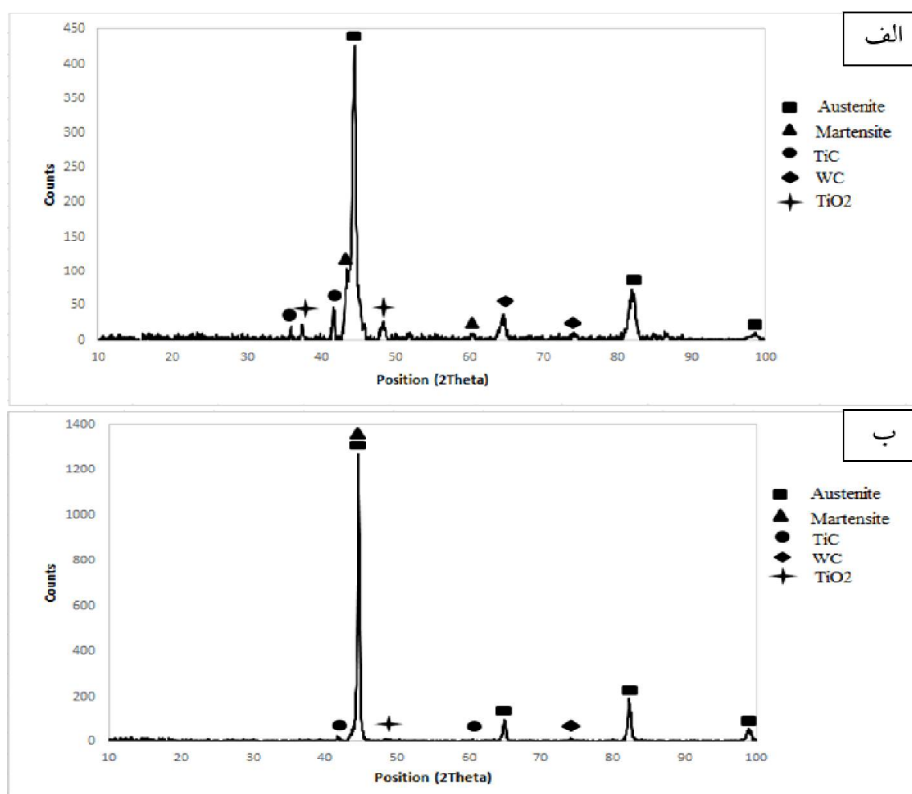 الف
450
400
350
300
250
200
150
100
50
0
Counts
10 20 30 40 50 60 70 80 90 100
Position (2Theta)
Austenite
Martensite
TiC
WC
TiO2
ب
1400
1200
1000
800
600
400
200
0
Counts
10 20 30 40 50 60 70 80 90 100
Position (2Theta)
Austenite
Martensite
TiC
WC
TiO2